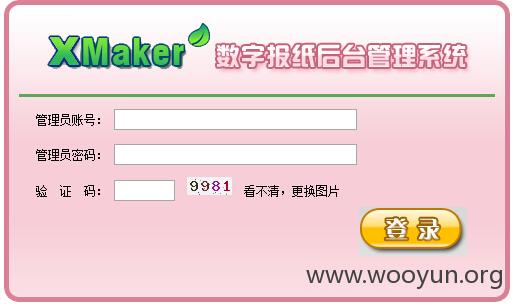 XMaker 数字报纸后台管理系统
管理员账号：
管理员密码：
验 证 码： 9981 看不清，更换图片
登 录
www.wooyun.org